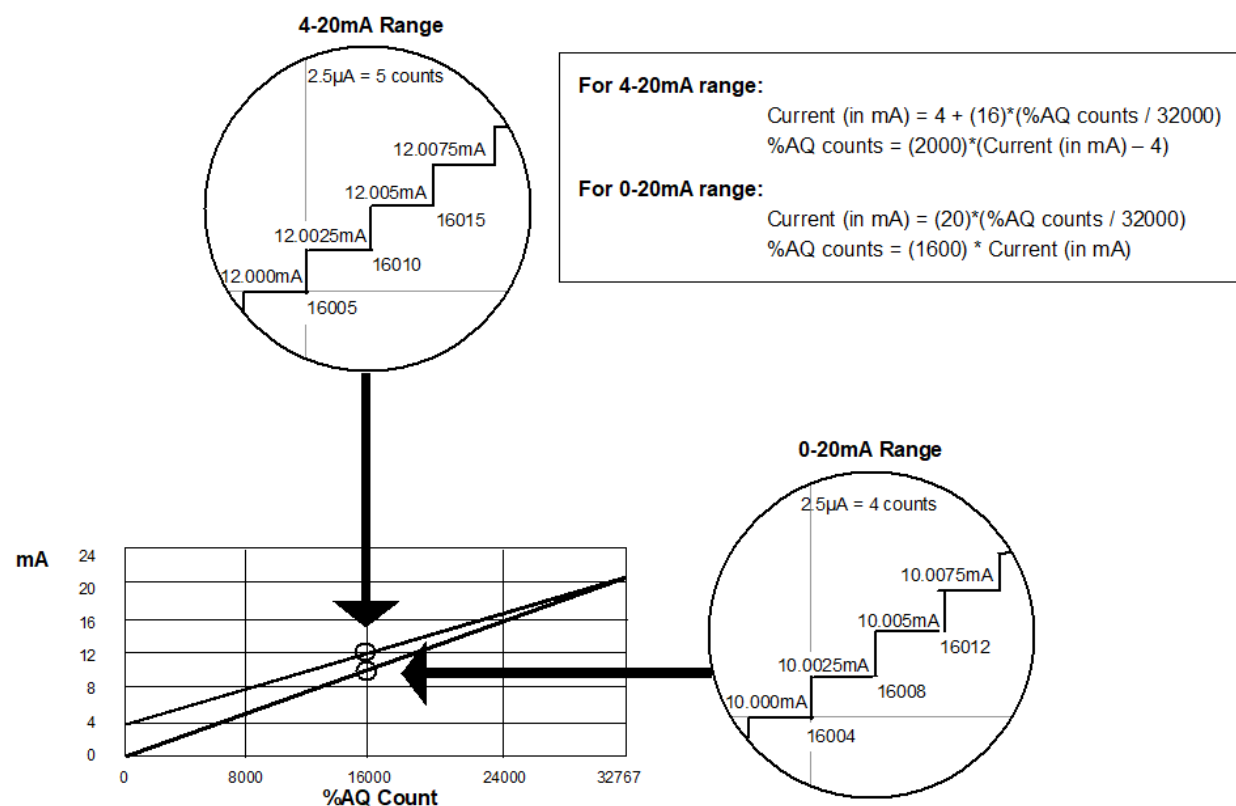 4-20mA Range
2.5µA = 5 counts
12.0075mA
12.005mA
16015
12.0025mA
16010
12.000mA
16005
For 4-20mA range:
Current (in mA) = 4 + (16)*(%AQ counts / 32000)
%AQ counts = (2000)*(Current (in mA) – 4)
For 0-20mA range:
Current (in mA) = (20)*(%AQ counts / 32000)
%AQ counts = (1600) * Current (in mA)
0-20mA Range
2.5µA = 4 counts
10.0075mA
10.005mA
16012
10.0025mA
16008
10.000mA
16004
mA
24
20
16
12
8
4
0
0 8000 16000 24000 32767
%AQ Count